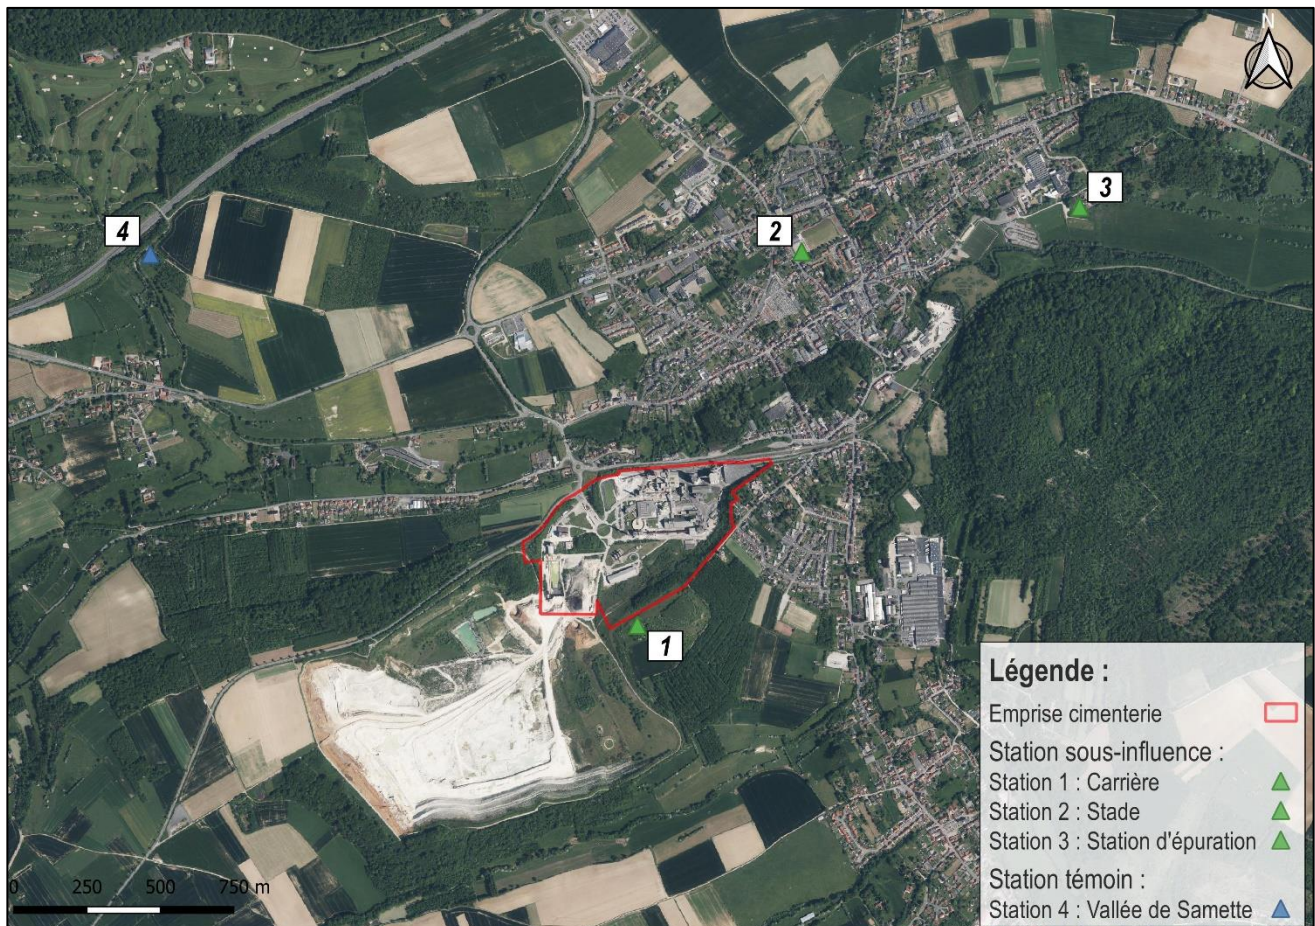 N
4
2
3
1
Légende :
Emprise cimenterie
Station sous-influence :
Station 1 : Carrière
Station 2 : Stade
Station 3 : Station d'épuration
Station témoin :
Station 4 : Vallée de Samette
0 250 500 750 m